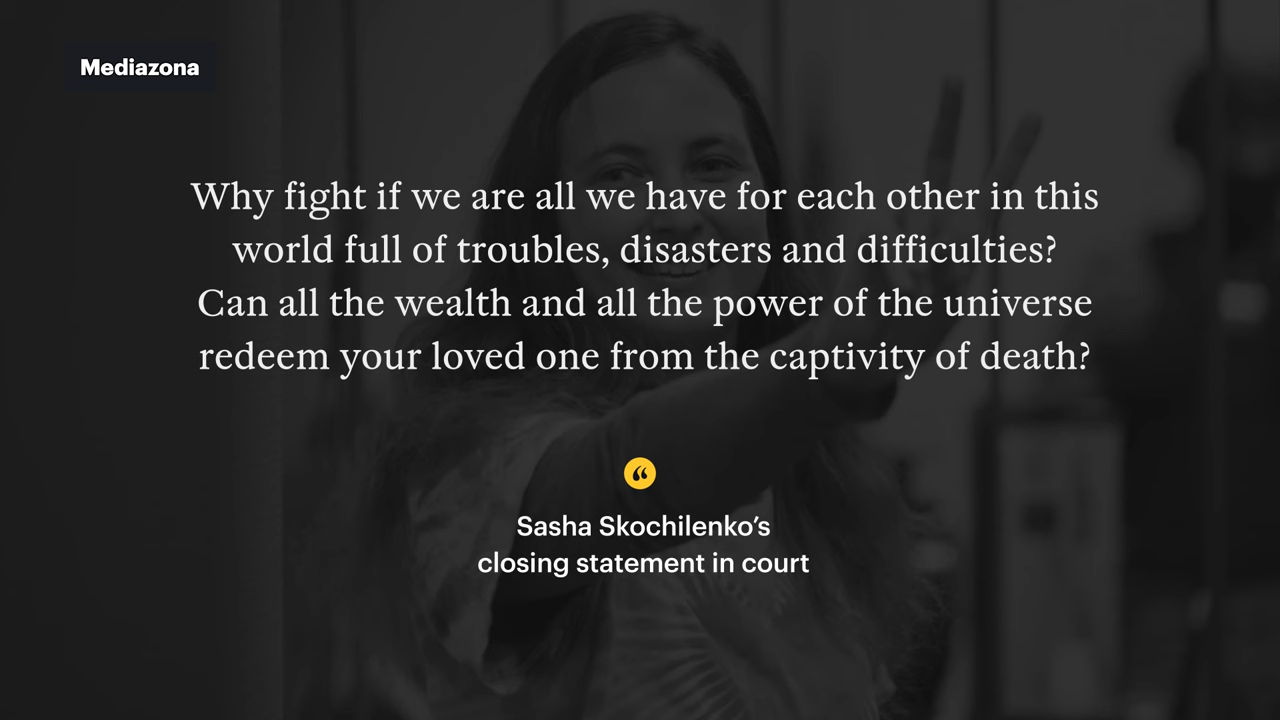 Mediazona
Why fight if we are all we have for each other in this
world full of troubles, disasters and difficulties?
Can all the wealth and all the power of the universe
redeem your loved one from the captivity of death?
“
Sasha Skochilenko’s
closing statement in court